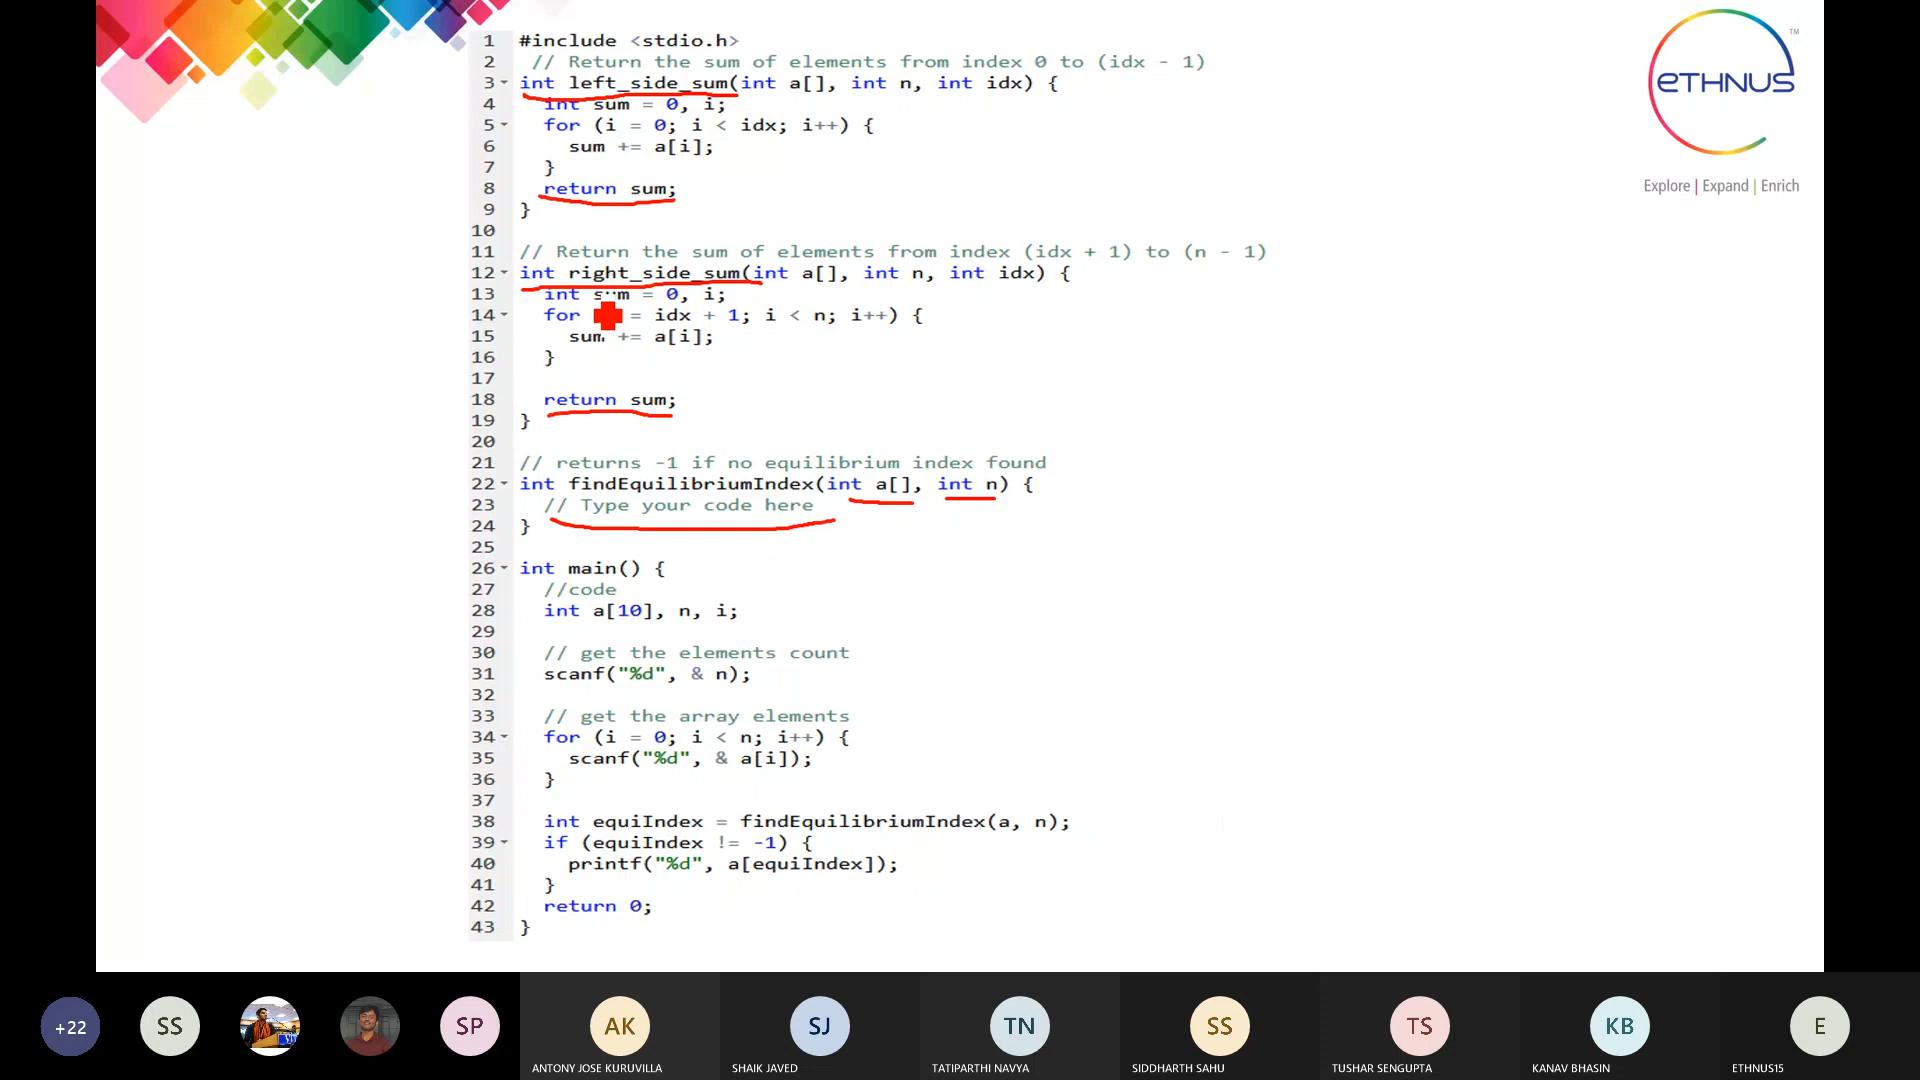 1 #include <stdio.h>
2 // Return the sum of elements from index 0 to (idx - 1)
3 int left_side_sum(int a[], int n, int idx) {
4 int sum = 0, i;
5 for (i = 0; i < idx; i++) {
6 sum += a[i];
7 }
8 return sum;
9 }
10
11 // Return the sum of elements from index (idx + 1) to (n - 1)
12 int right_side_sum(int a[], int n, int idx) {
13 int sum = 0, i;
14 for = idx + 1; i < n; i++) {
15 sum += a[i];
16 }
17
18 return sum;
19 }
20
21 // returns -1 if no equilibrium index found
22 int findEquilibriumIndex(int a[], int n) {
23 // Type your code here
24 }
25
26 int main() {
27 //code
28 int a[10], n, i;
29
30 // get the elements count
31 scanf("%d", & n);
32
33 // get the array elements
34 for (i = 0; i < n; i++) {
35 scanf("%d", & a[i]);
36 }
37
38 int equiIndex = findEquilibriumIndex(a, n);
39 if (equiIndex != -1) {
40 printf("%d", a[equiIndex]);
41 }
42 return 0;
43 }
ETHNUS TM
Explore | Expand | Enrich
+22 SS SP AK SJ TN SS TS KB E
ANTONY JOSE KURUVILLA SHAIK JAVED TATIPARTHI NAVYA SIDDHARTH SAHU TUSHAR SENGUPTA KANAV BHASIN ETHNUS15